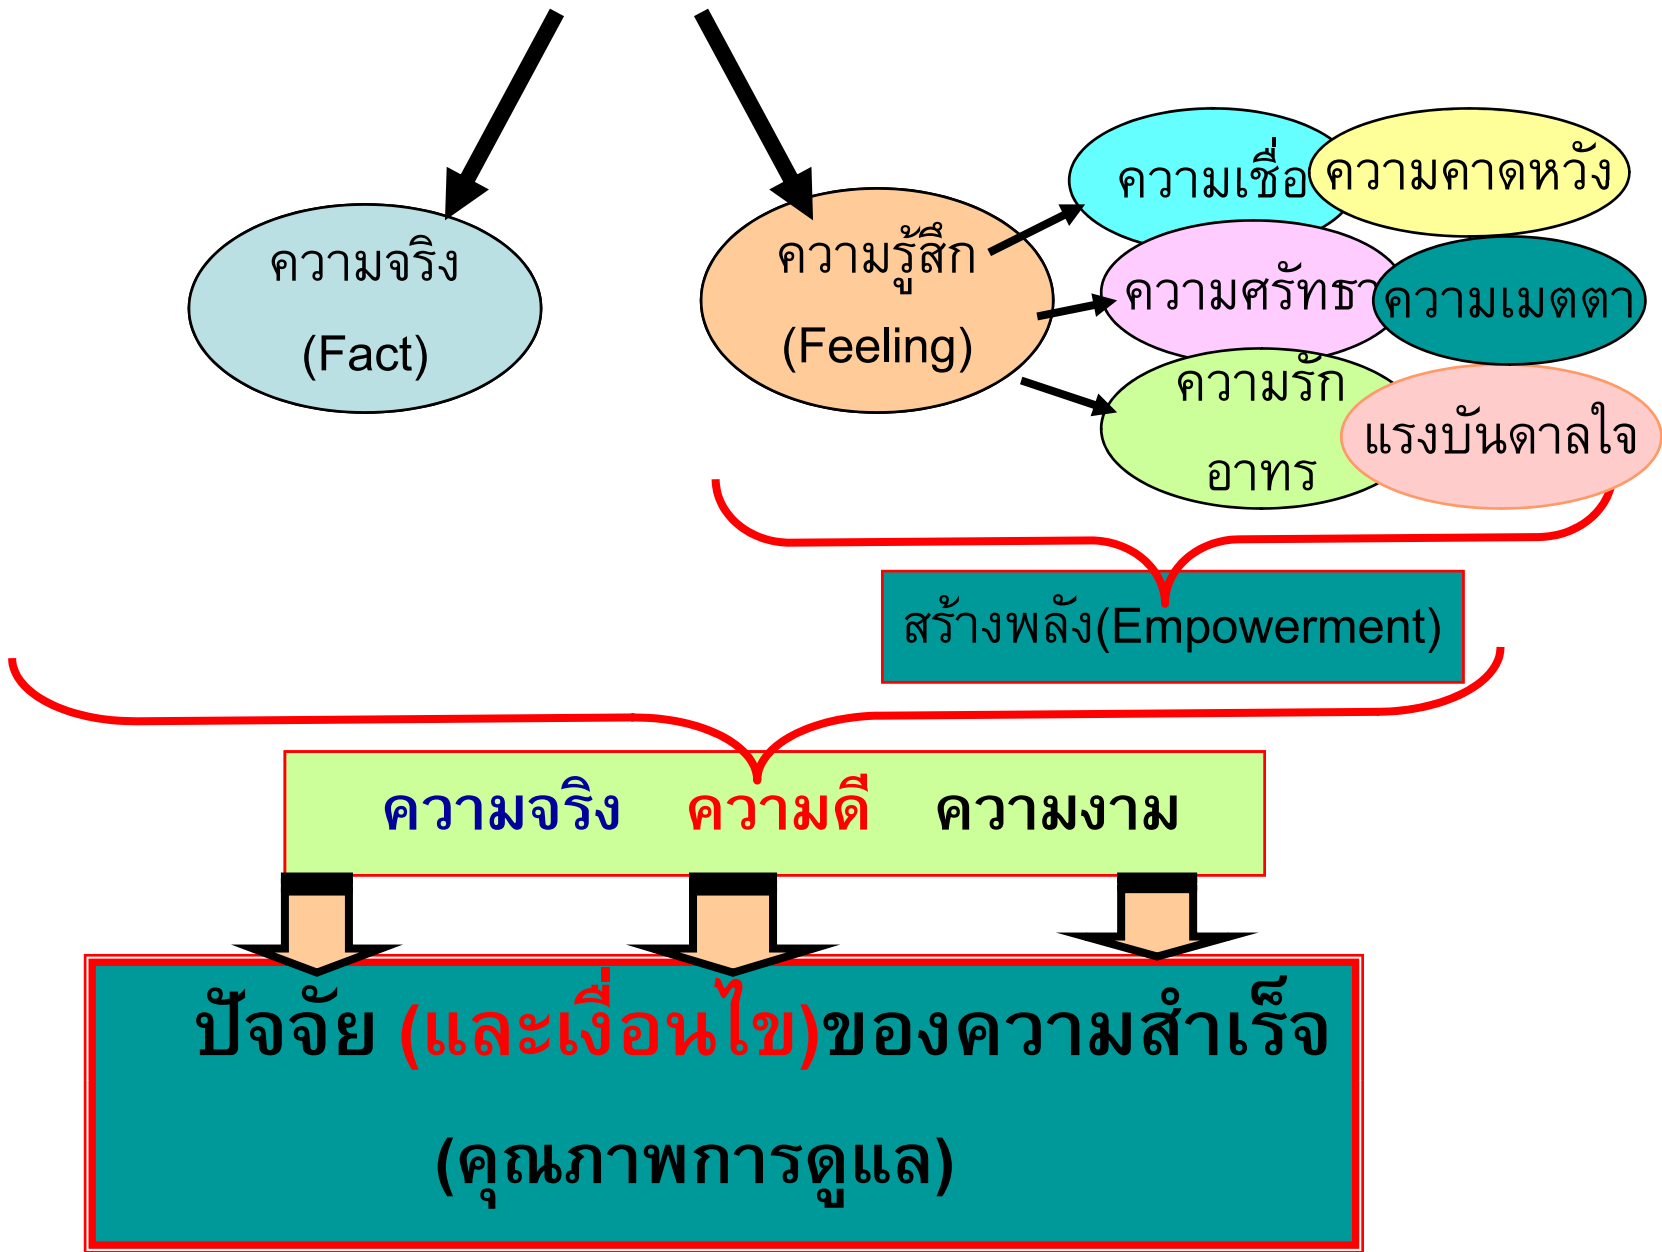 ความจริง
(Fact)
ความรู้สึก
(Feeling)
ความเชื่อ
ความคาดหวัง
ความศรัทธา
ความเมตตา
ความรัก
อาทร
แรงบันดาลใจ
สร้างพลัง(Empowerment)
ความจริง ความดี ความงาม
ปัจจัย (และเงื่อนไข)ของความสำเร็จ
(คุณภาพการดูแล)